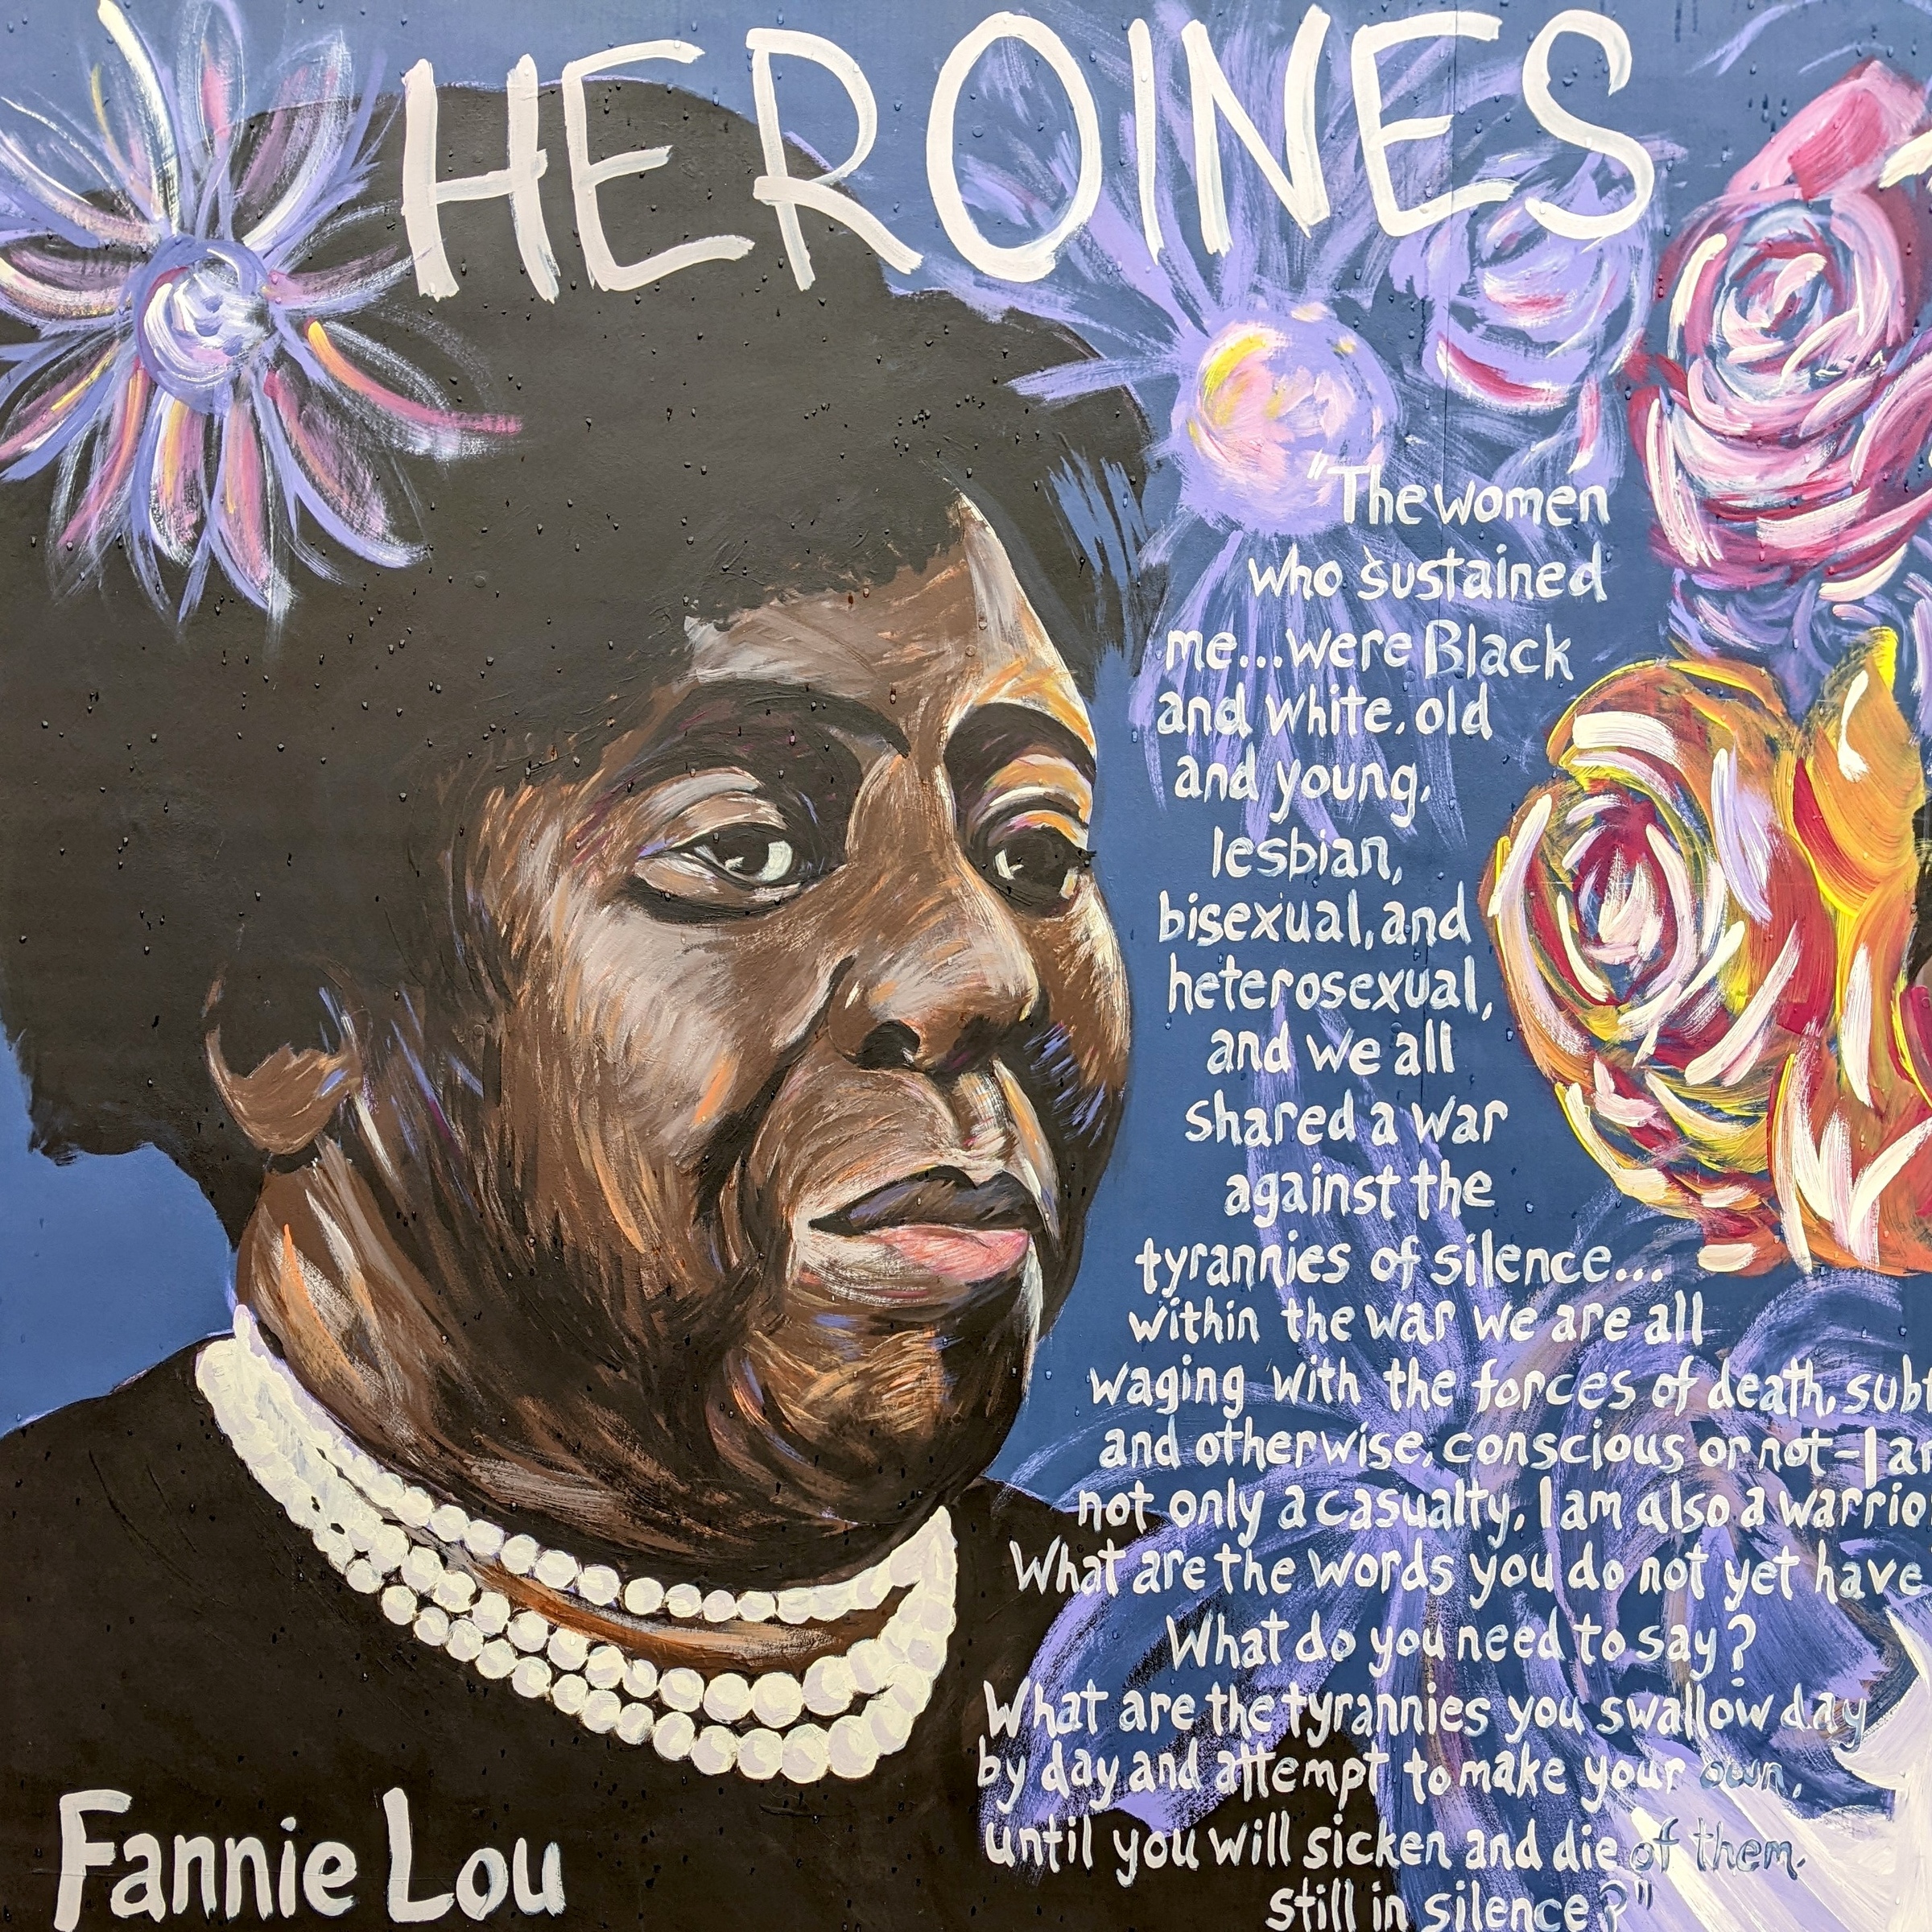 HEROINES
"The women
who sustained
me...were Black
and white, old
and young,
lesbian,
bisexual, and
heterosexual,
and we all
shared a war
against the
tyrannies of silence...
within the war we are all
waging with the forces of death, subt
and otherwise, conscious or not - I a
not only a casualty, I am also a warrio
What are the words you do not yet have
What do you need to say?
What are the tyrannies you swallow day
by day and attempt to make your own,
until you will sicken and die of them,
still in silence?"
Fannie Lou